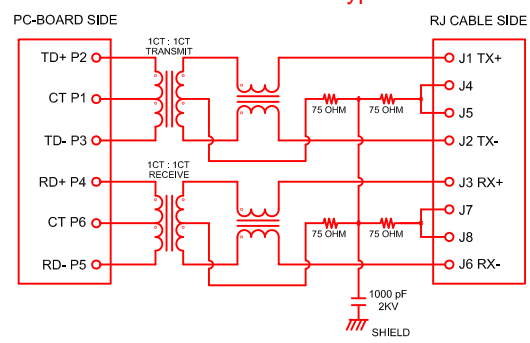 PC-BOARD SIDE
RJ CABLE SIDE
1CT : 1CT
TRANSMIT
TD+ P2
J1 TX+
J4
CT P1
75 OHM
75 OHM
J5
TD- P3
J2 TX-
1CT : 1CT
RECEIVE
RD+ P4
J3 RX+
J7
CT P6
75 OHM
75 OHM
J8
RD- P5
J6 RX-
1000 pF
2KV
SHIELD